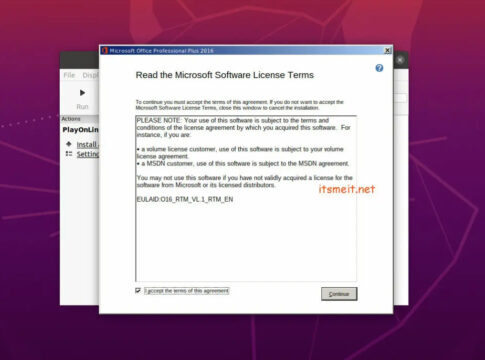 Microsoft Office Professional Plus 2016
File Displ
Run
Actions
PlayOnLin
Install
Setting
Read the Microsoft Software License Terms
To continue you must accept the terms of this agreement. If you do not want to accept the
Microsoft Software License Terms, close this window to cancel the installation.
PLEASE NOTE: Your use of this software is subject to the terms and
conditions of the license agreement by which you acquired this software. For
instance, if you are:
• a volume license customer, use of this software is subject to your volume
license agreement.
• a MSDN customer, use of this software is subject to the MSDN agreement.
You may not use this software if you have not validly acquired a license for the
software from Microsoft or its licensed distributors.
itsmeit.net
EULAID:O16_RTM_VL.1_RTM_EN
I accept the terms of this agreement
Continue